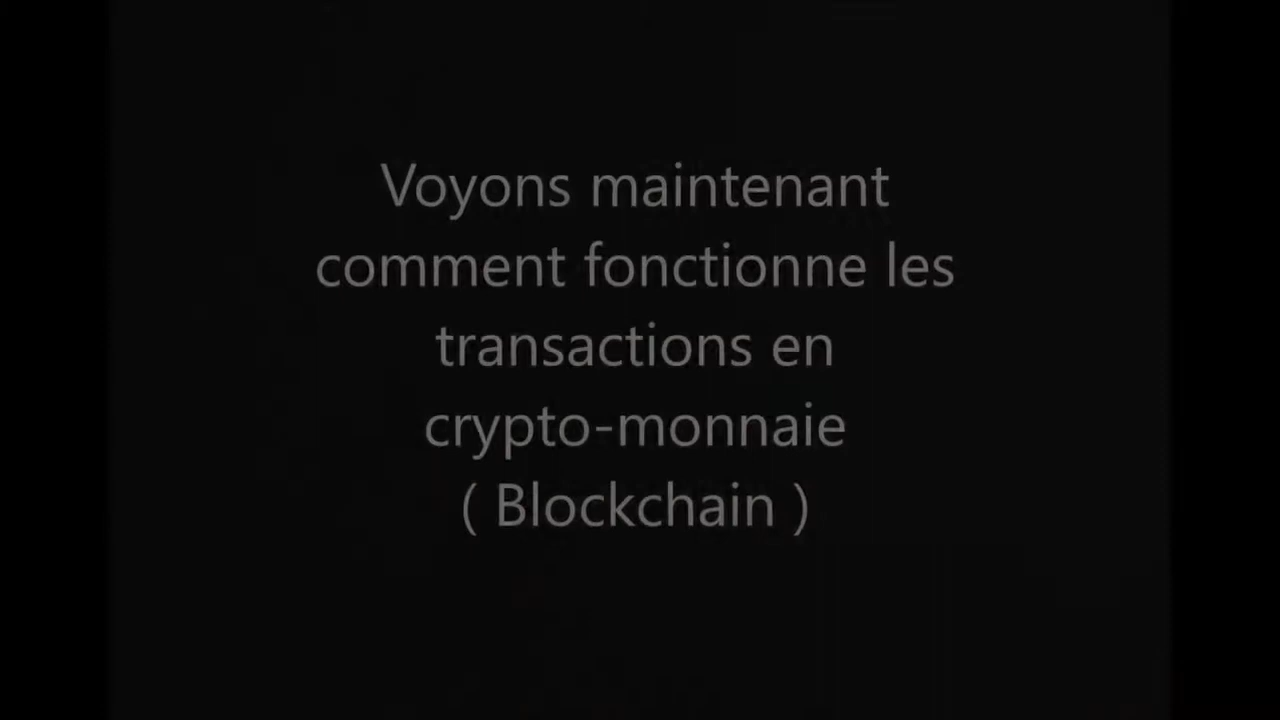 Voyons maintenant
comment fonctionne les
transactions en
crypto-monnaie
( Blockchain )